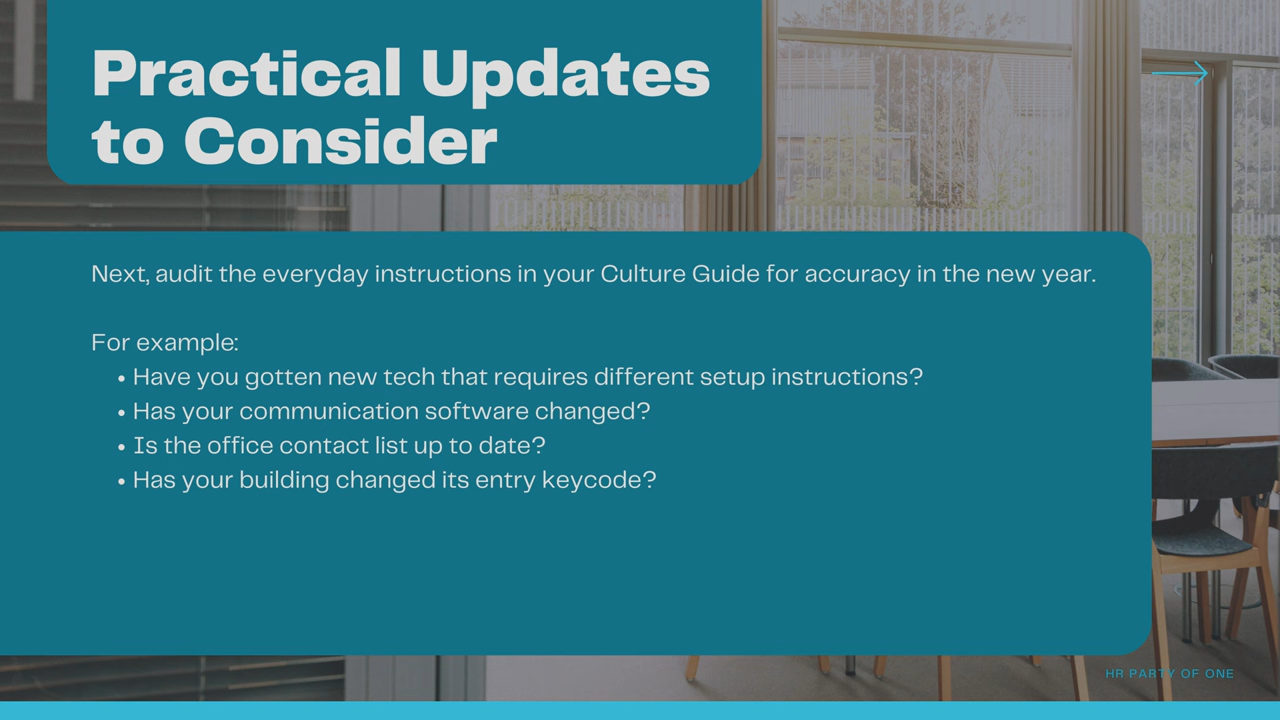 Practical Updates
to Consider
Next, audit the everyday instructions in your Culture Guide for accuracy in the new year.
For example:
• Have you gotten new tech that requires different setup instructions?
• Has your communication software changed?
• Is the office contact list up to date?
• Has your building changed its entry keycode?
HR PARTY OF ONE